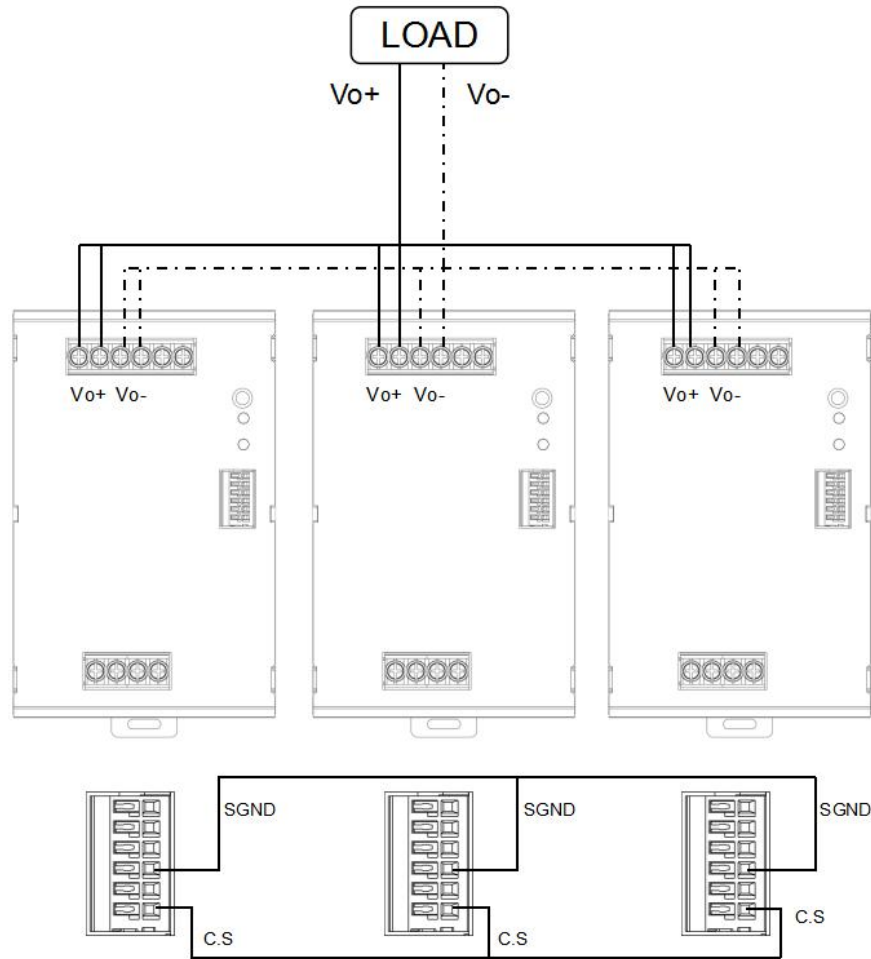 LOAD
Vo+ Vo-
Vo+ Vo- Vo+ Vo- Vo+ Vo-
SGND SGND SGND
C.S C.S C.S